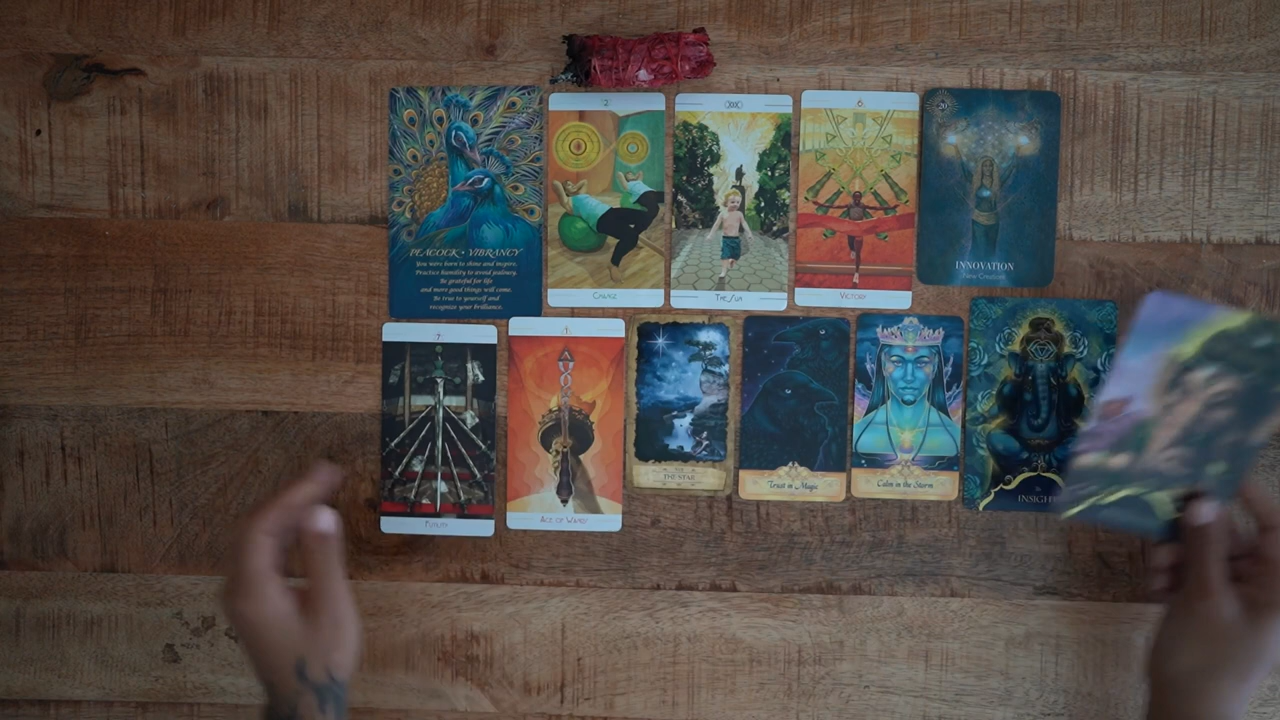 PEACOCK • VIBRANCY
You were born to shine and inspire.
Practice humility to avoid jealousy.
Be grateful for life
and more good things will come.
Be true to yourself and
recognize your brilliance.
2
CHANGE
XIX
THE SUN
6
VICTORY
20
INNOVATION
New Creation
7
FUTILITY
1
ACE OF WANDS
THE STAR
Trust in Magic
Calm in the Storm
INSIGHT